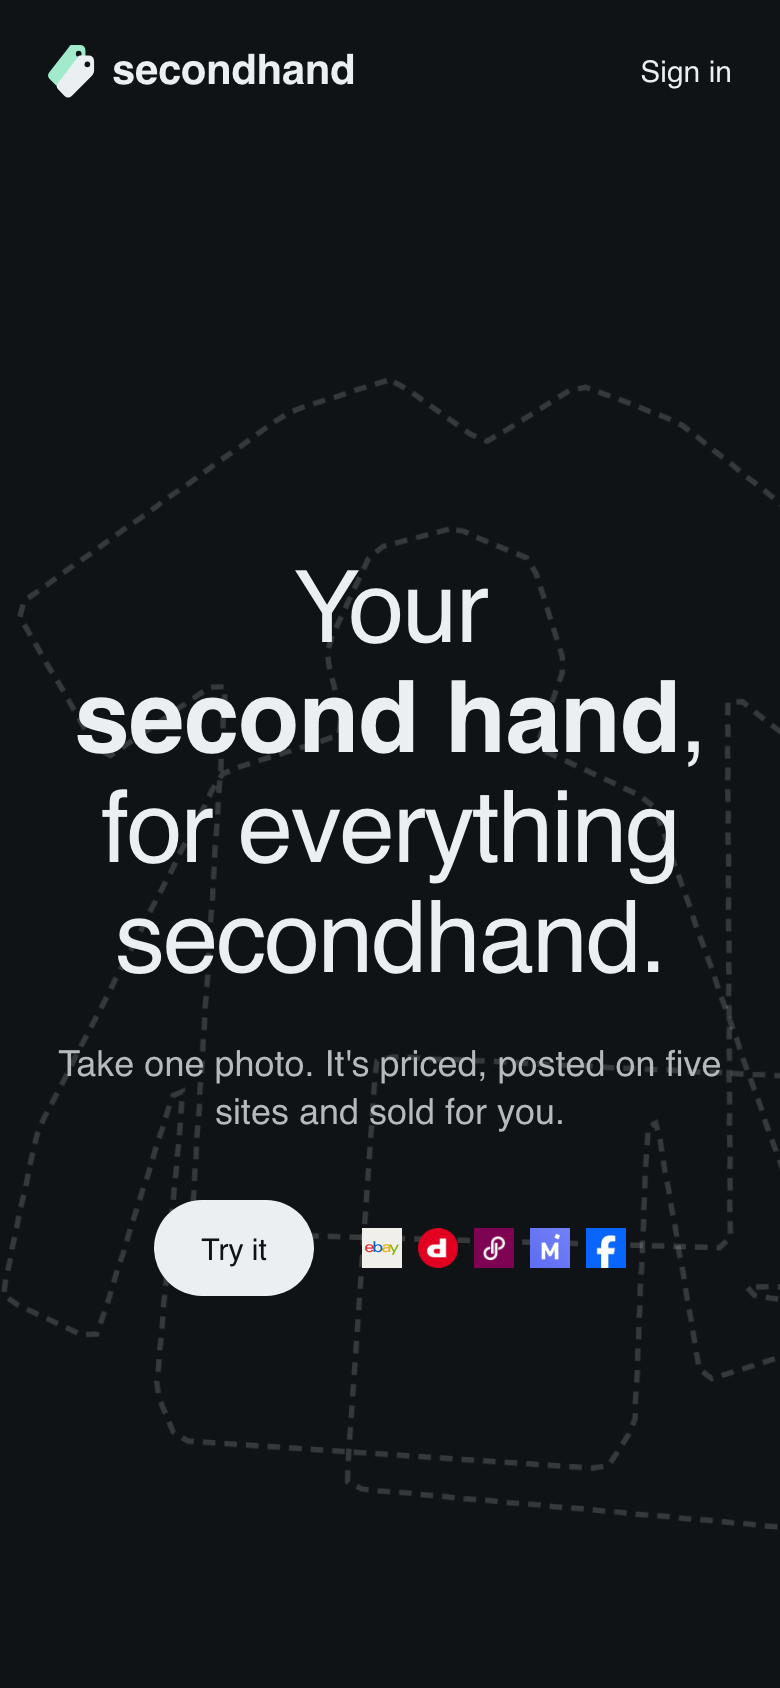 secondhand
Sign in
Your
second hand,
for everything
secondhand.
Take one photo. It's priced, posted on five
sites and sold for you.
Try it
ebay
d
M
f